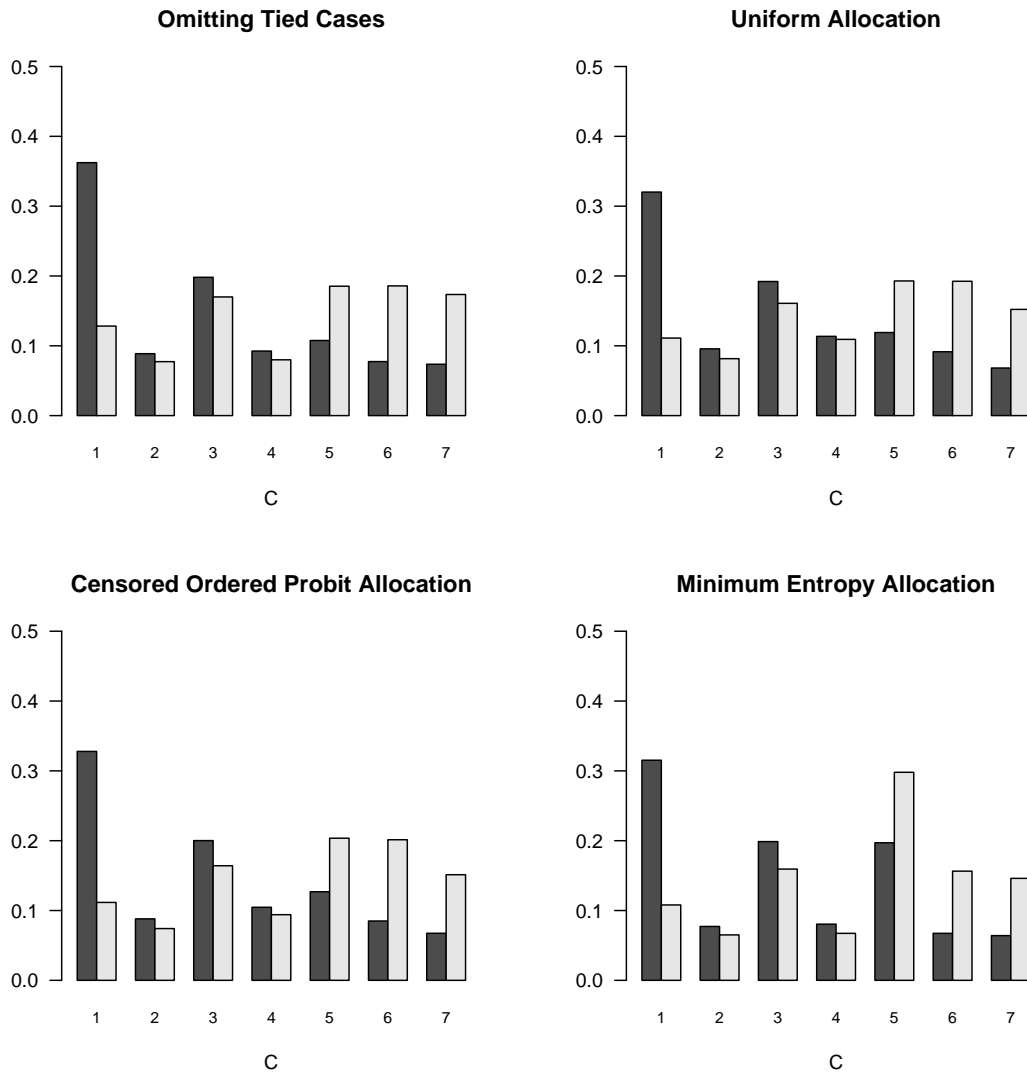 Omitting Tied Cases
0.5
0.4
0.3
0.2
0.1
0.0
1 2 3 4 5 6 7
C
Uniform Allocation
0.5
0.4
0.3
0.2
0.1
0.0
1 2 3 4 5 6 7
C
Censored Ordered Probit Allocation
0.5
0.4
0.3
0.2
0.1
0.0
1 2 3 4 5 6 7
C
Minimum Entropy Allocation
0.5
0.4
0.3
0.2
0.1
0.0
1 2 3 4 5 6 7
C